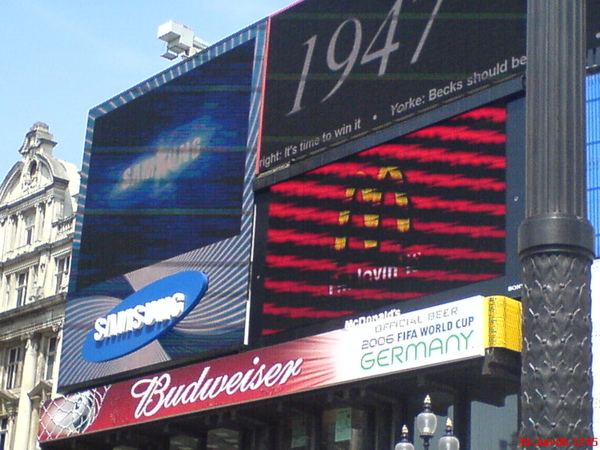 1947
right: It's time to win it • Yorke: Becks should be
SAMSUNG
SAMSUNG
McDonald's
SONY
Budweiser
OFFICIAL BEER
2006 FIFA WORLD CUP
GERMANY